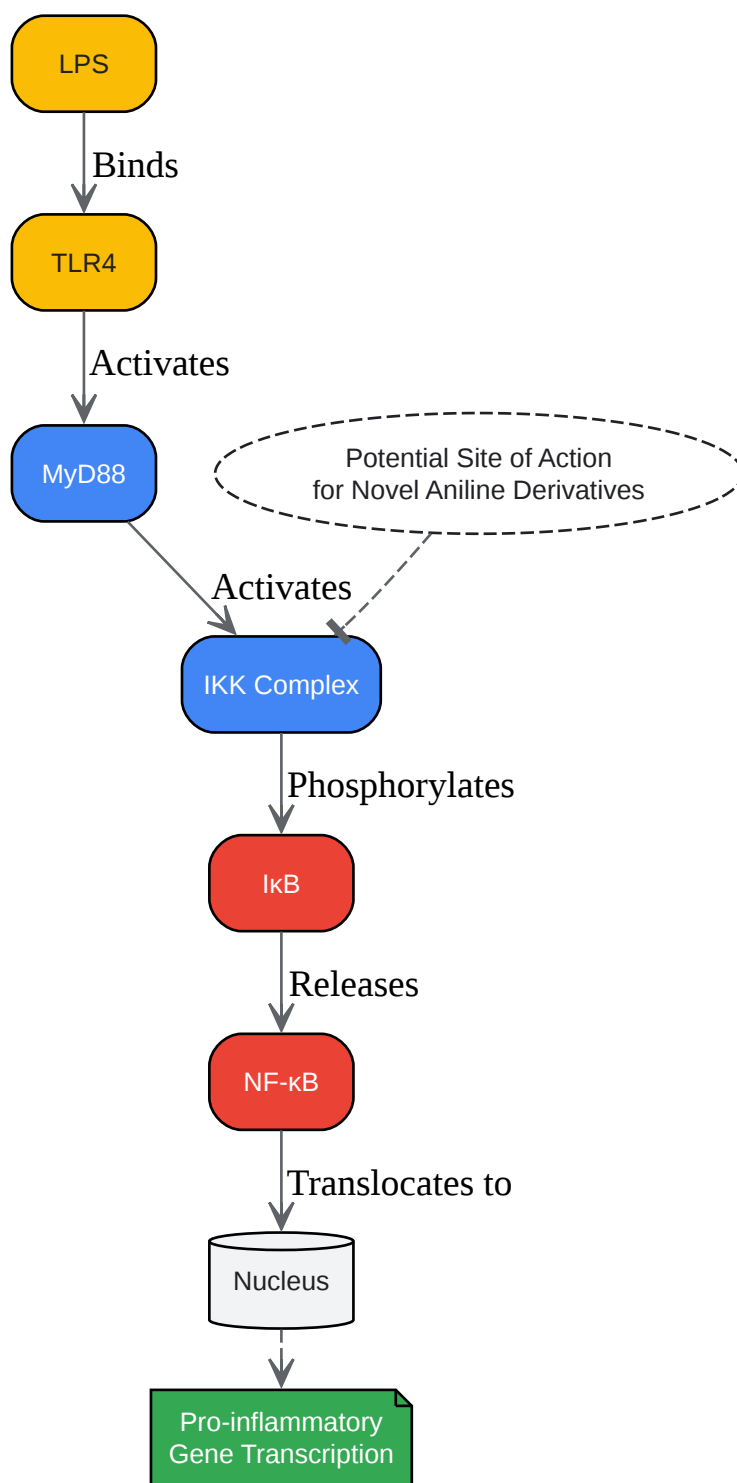 LPS
Binds
TLR4
Activates
MyD88
Potential Site of Action
for Novel Aniline Derivatives
Activates
IKK Complex
Phosphorylates
IκB
Releases
NF-κB
Translocates to
Nucleus
Pro-inflammatory
Gene Transcription